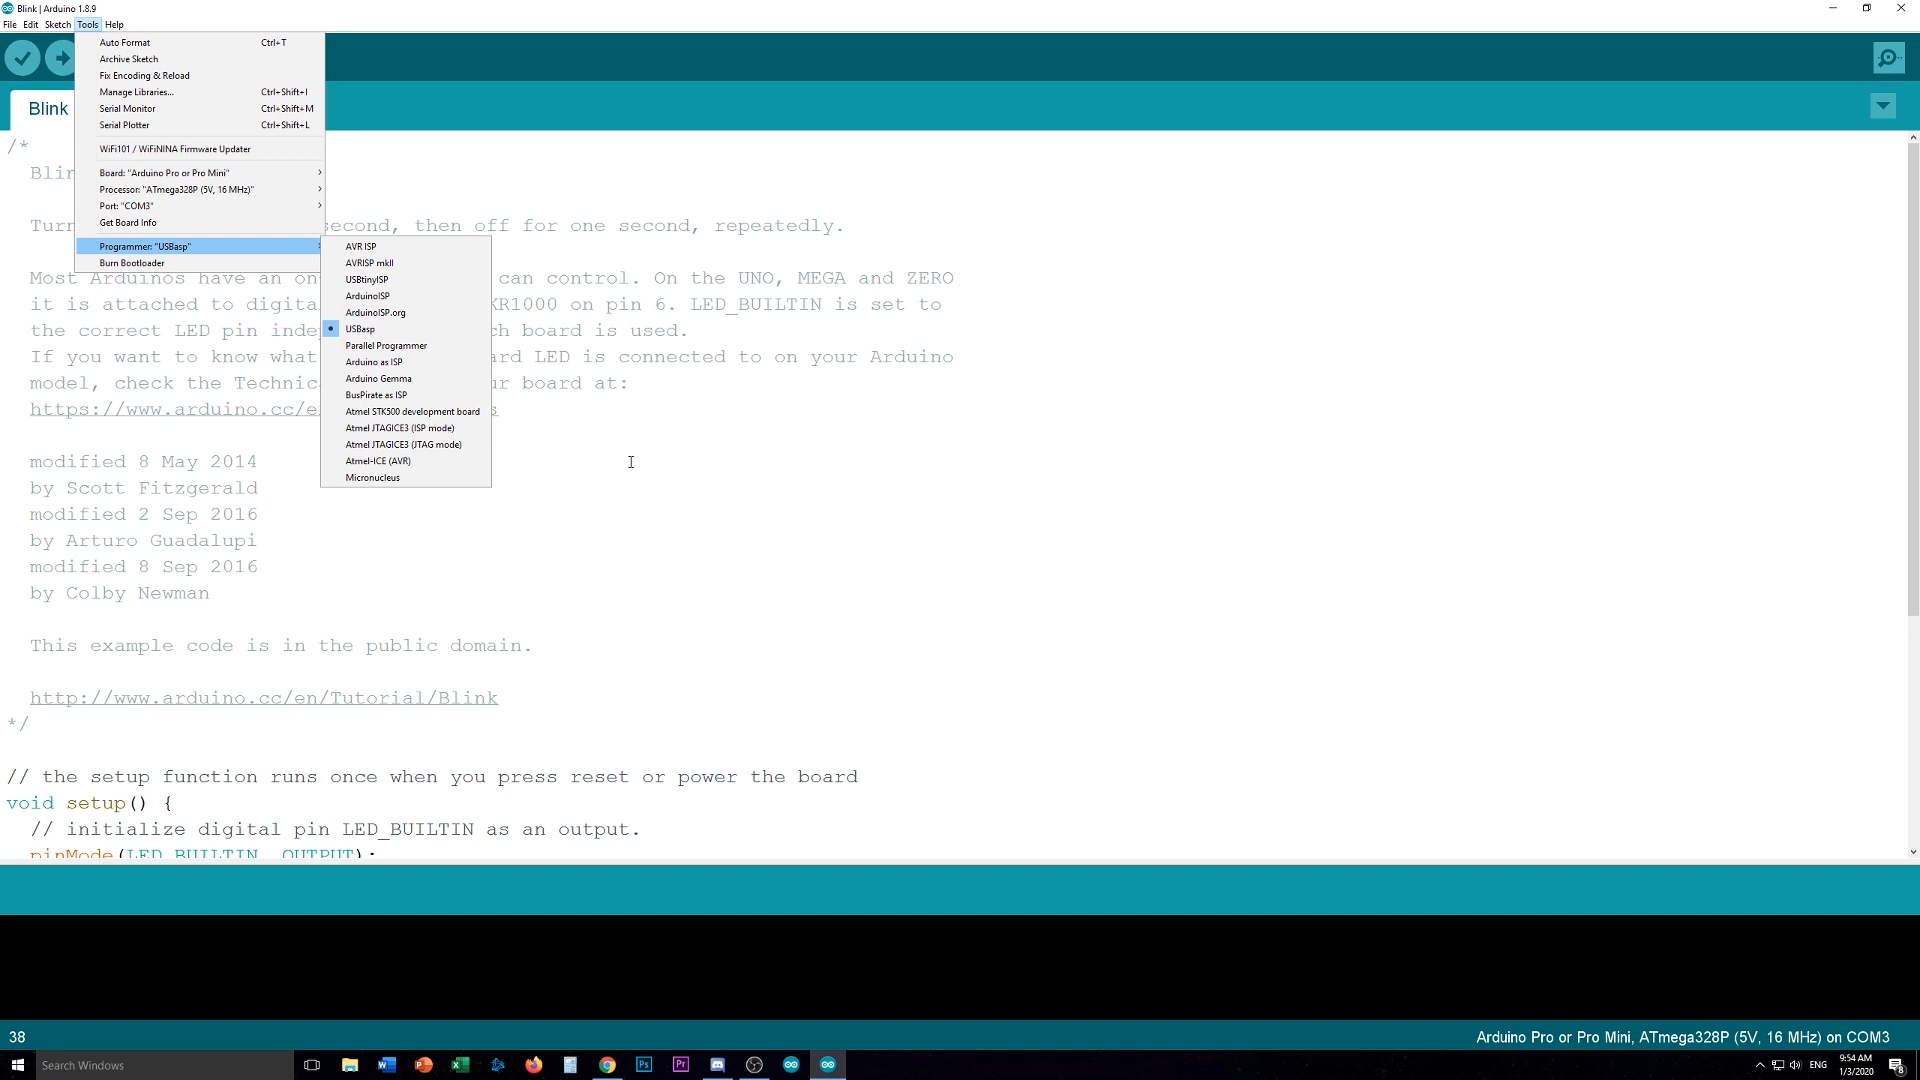 Blink | Arduino 1.8.9
File Edit Sketch Tools Help
Auto Format Ctrl+T
Archive Sketch
Fix Encoding & Reload
Manage Libraries... Ctrl+Shift+I
Serial Monitor Ctrl+Shift+M
Serial Plotter Ctrl+Shift+L
WiFi101 / WiFiNINA Firmware Updater
Board: "Arduino Pro or Pro Mini"
Processor: "ATmega328P (5V, 16 MHz)"
Port: "COM3"
Get Board Info
Programmer: "USBasp"
Burn Bootloader
AVR ISP
AVRISP mkII
USBtinyISP
ArduinoISP
ArduinoISP.org
USBasp
Parallel Programmer
Arduino as ISP
Arduino Gemma
BusPirate as ISP
Atmel STK500 development board
Atmel JTAGICE3 (ISP mode)
Atmel JTAGICE3 (JTAG mode)
Atmel-ICE (AVR)
Micronucleus
Blink
/*
Blin
Turn second, then off for one second, repeatedly.
Most Arduinos have an on can control. On the UNO, MEGA and ZERO
it is attached to digita KR1000 on pin 6. LED_BUILTIN is set to
the correct LED pin inde ch board is used.
If you want to know what ard LED is connected to on your Arduino
model, check the Technic ur board at:
https://www.arduino.cc/e s
modified 8 May 2014
by Scott Fitzgerald
modified 2 Sep 2016
by Arturo Guadalupi
modified 8 Sep 2016
by Colby Newman
This example code is in the public domain.
http://www.arduino.cc/en/Tutorial/Blink
*/
// the setup function runs once when you press reset or power the board
void setup() {
// initialize digital pin LED_BUILTIN as an output.
pinMode(LED_BUILTIN, OUTPUT);
38
Arduino Pro or Pro Mini, ATmega328P (5V, 16 MHz) on COM3
Search Windows
ENG
9:54 AM
1/3/2020